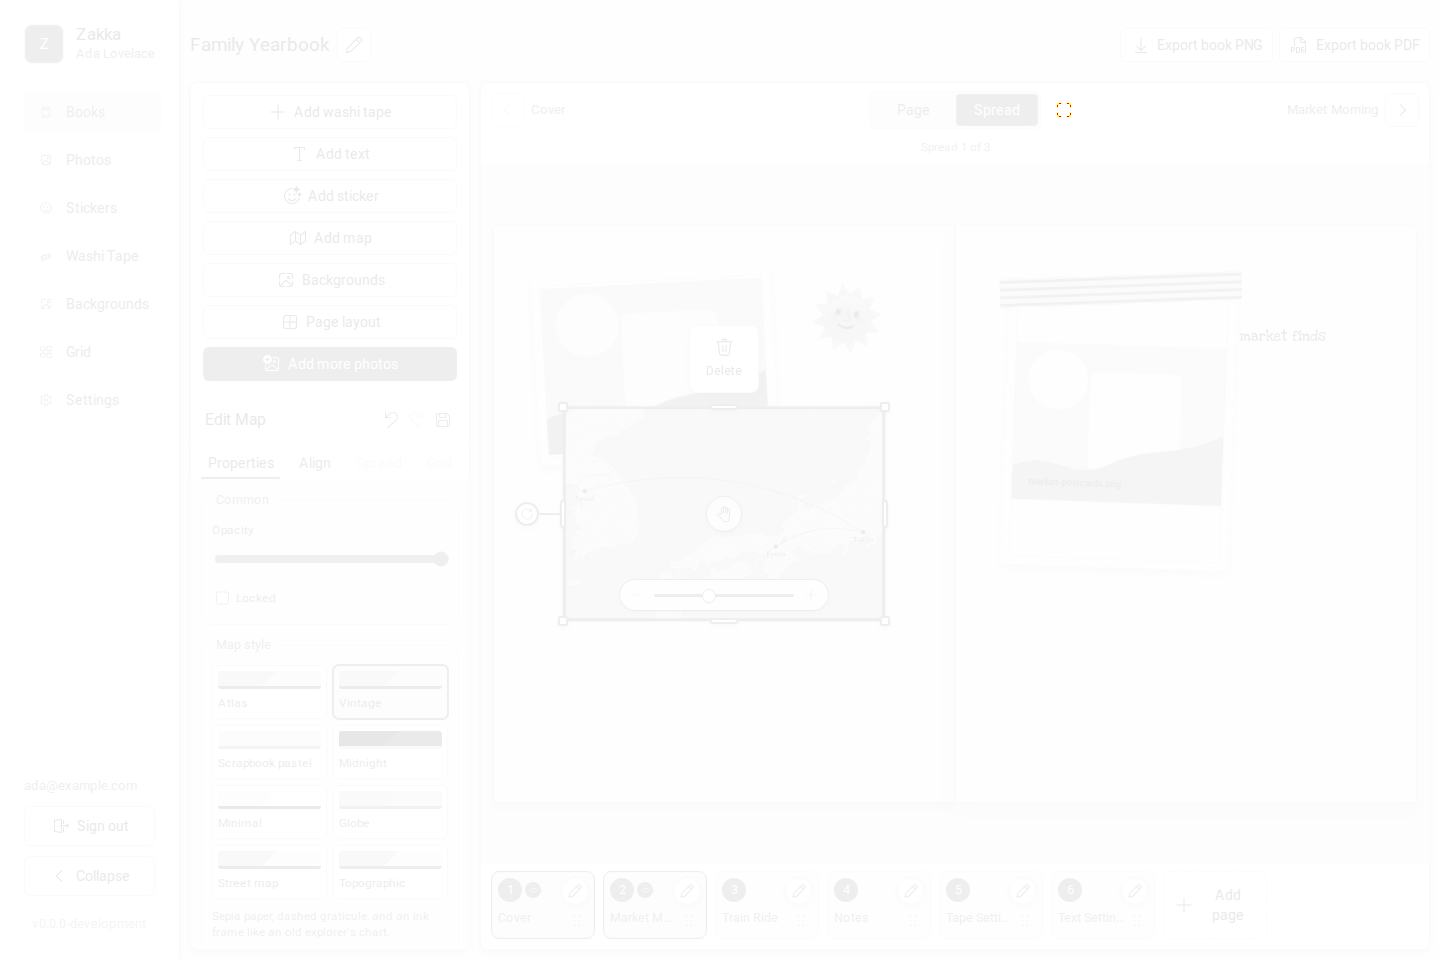 Z
Zakka
Ada Lovelace
Family Yearbook
Export book PNG
Export book PDF
Books
Photos
Stickers
Washi Tape
Backgrounds
Grid
Settings
ada@example.com
Sign out
Collapse
v0.0.0-development
Add washi tape
Add text
Add sticker
Add map
Backgrounds
Page layout
Add more photos
Edit Map
Properties
Align
Spread
Grid
Common
Opacity
Locked
Map style
Atlas
Vintage
Scrapbook pastel
Midnight
Minimal
Globe
Street map
Topographic
Sepia paper, dashed graticule and an ink
frame like an old explorer's chart.
Cover
Page
Spread
Market Morning
Spread 1 of 3
Delete
market finds
market-postcards.png
1
Cover
2
Market M...
3
Train Ride
4
Notes
5
Tape Setti...
6
Text Settin...
Add
page